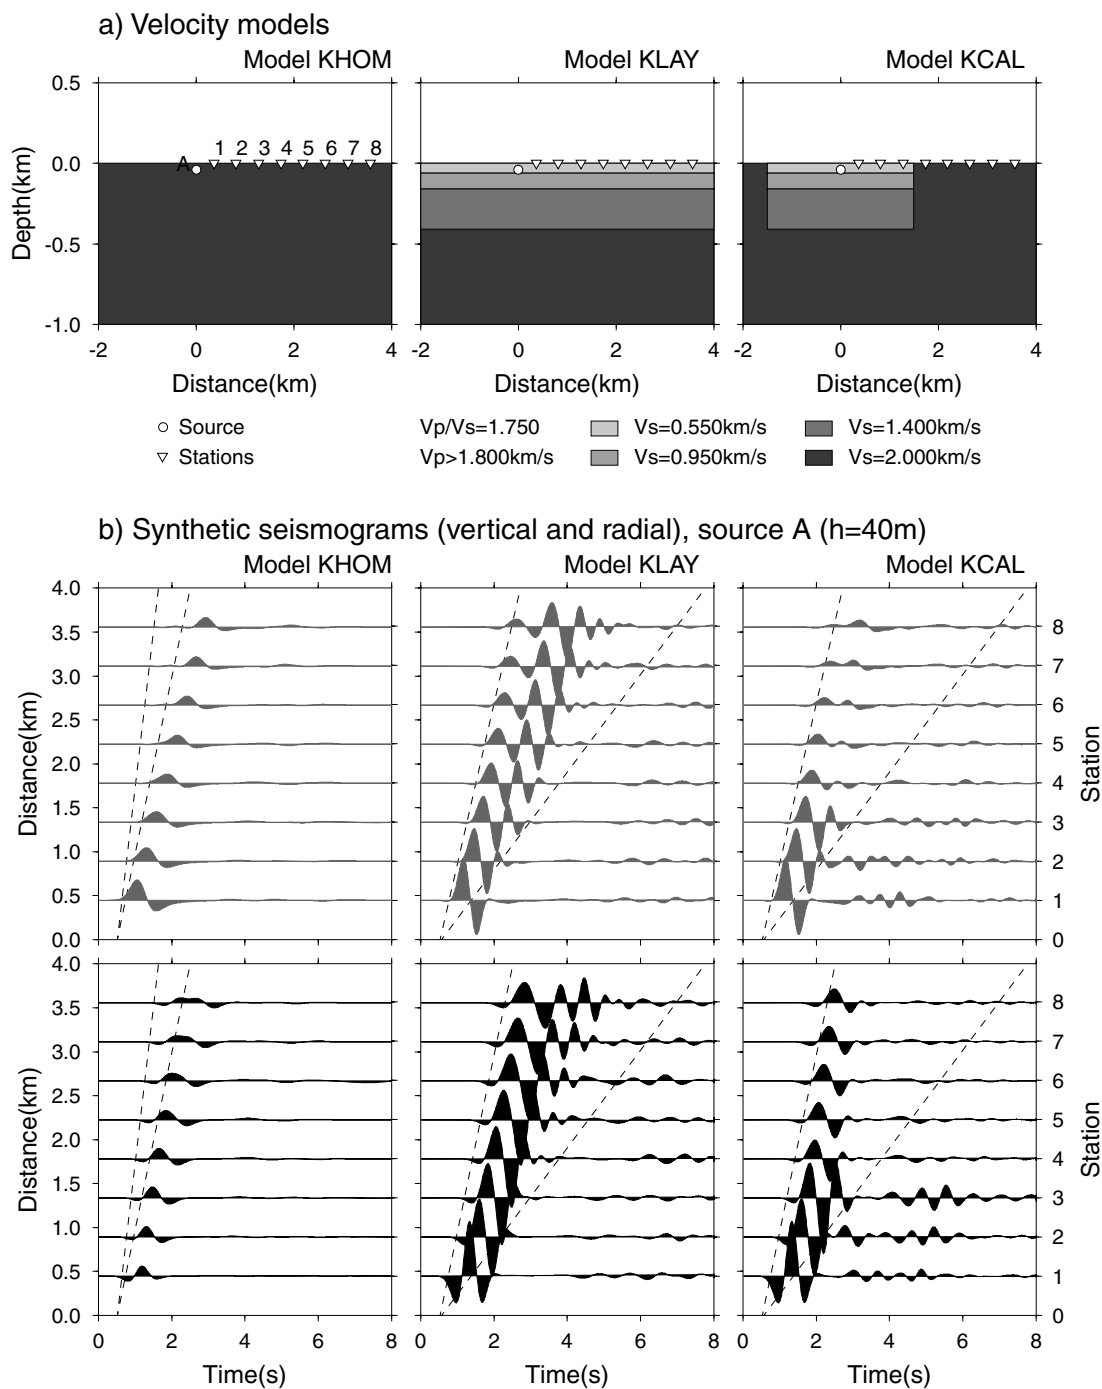 a) Velocity models
Model KHOM Model KLAY Model KCAL
0.5
A 1 2 3 4 5 6 7 8
0.0
-0.5
-1.0
Depth(km)
-2 0 2 4 -2 0 2 4 -2 0 2 4
Distance(km) Distance(km) Distance(km)
Source Vp/Vs=1.750 Vs=0.550km/s Vs=1.400km/s
Stations Vp>1.800km/s Vs=0.950km/s Vs=2.000km/s
b) Synthetic seismograms (vertical and radial), source A (h=40m)
Model KHOM Model KLAY Model KCAL
4.0
3.5 8
3.0 7
2.5 6
2.0 5
1.5 4
1.0 3
0.5 2
0.0 1
0
Distance(km)
Station
4.0
3.5 8
3.0 7
2.5 6
2.0 5
1.5 4
1.0 3
0.5 2
0.0 1
0
Distance(km)
Station
0 2 4 6 8 0 2 4 6 8 0 2 4 6 8
Time(s) Time(s) Time(s)